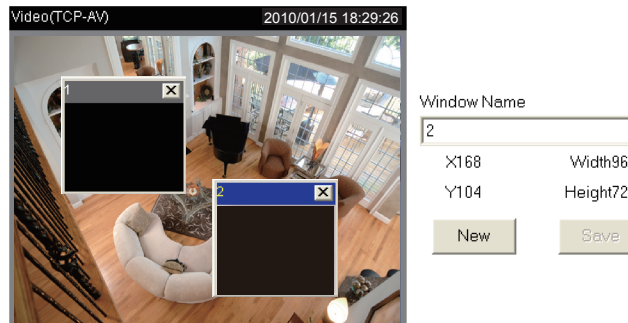 Video(TCP-AV) 2010/01/15 18:29:26
1
2
Window Name
2
X168 Width96
Y104 Height72
New Save